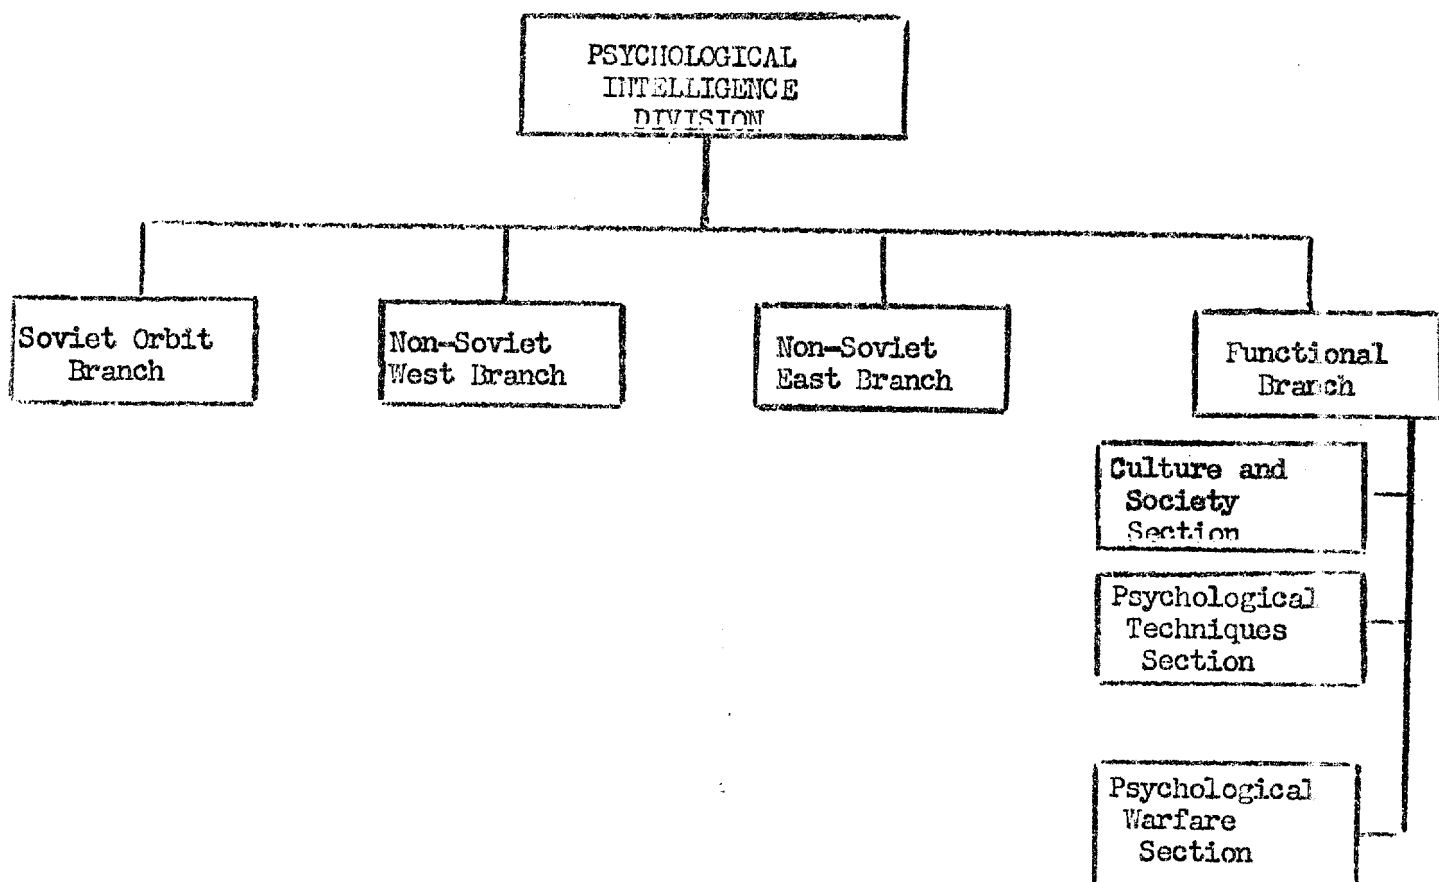 PSYCHOLOGICAL
INTELLIGENCE
DIVISION
Soviet Orbit
Branch
Non-Soviet
West Branch
Non-Soviet
East Branch
Functional
Branch
Culture and
Society
Section
Psychological
Techniques
Section
Psychological
Warfare
Section